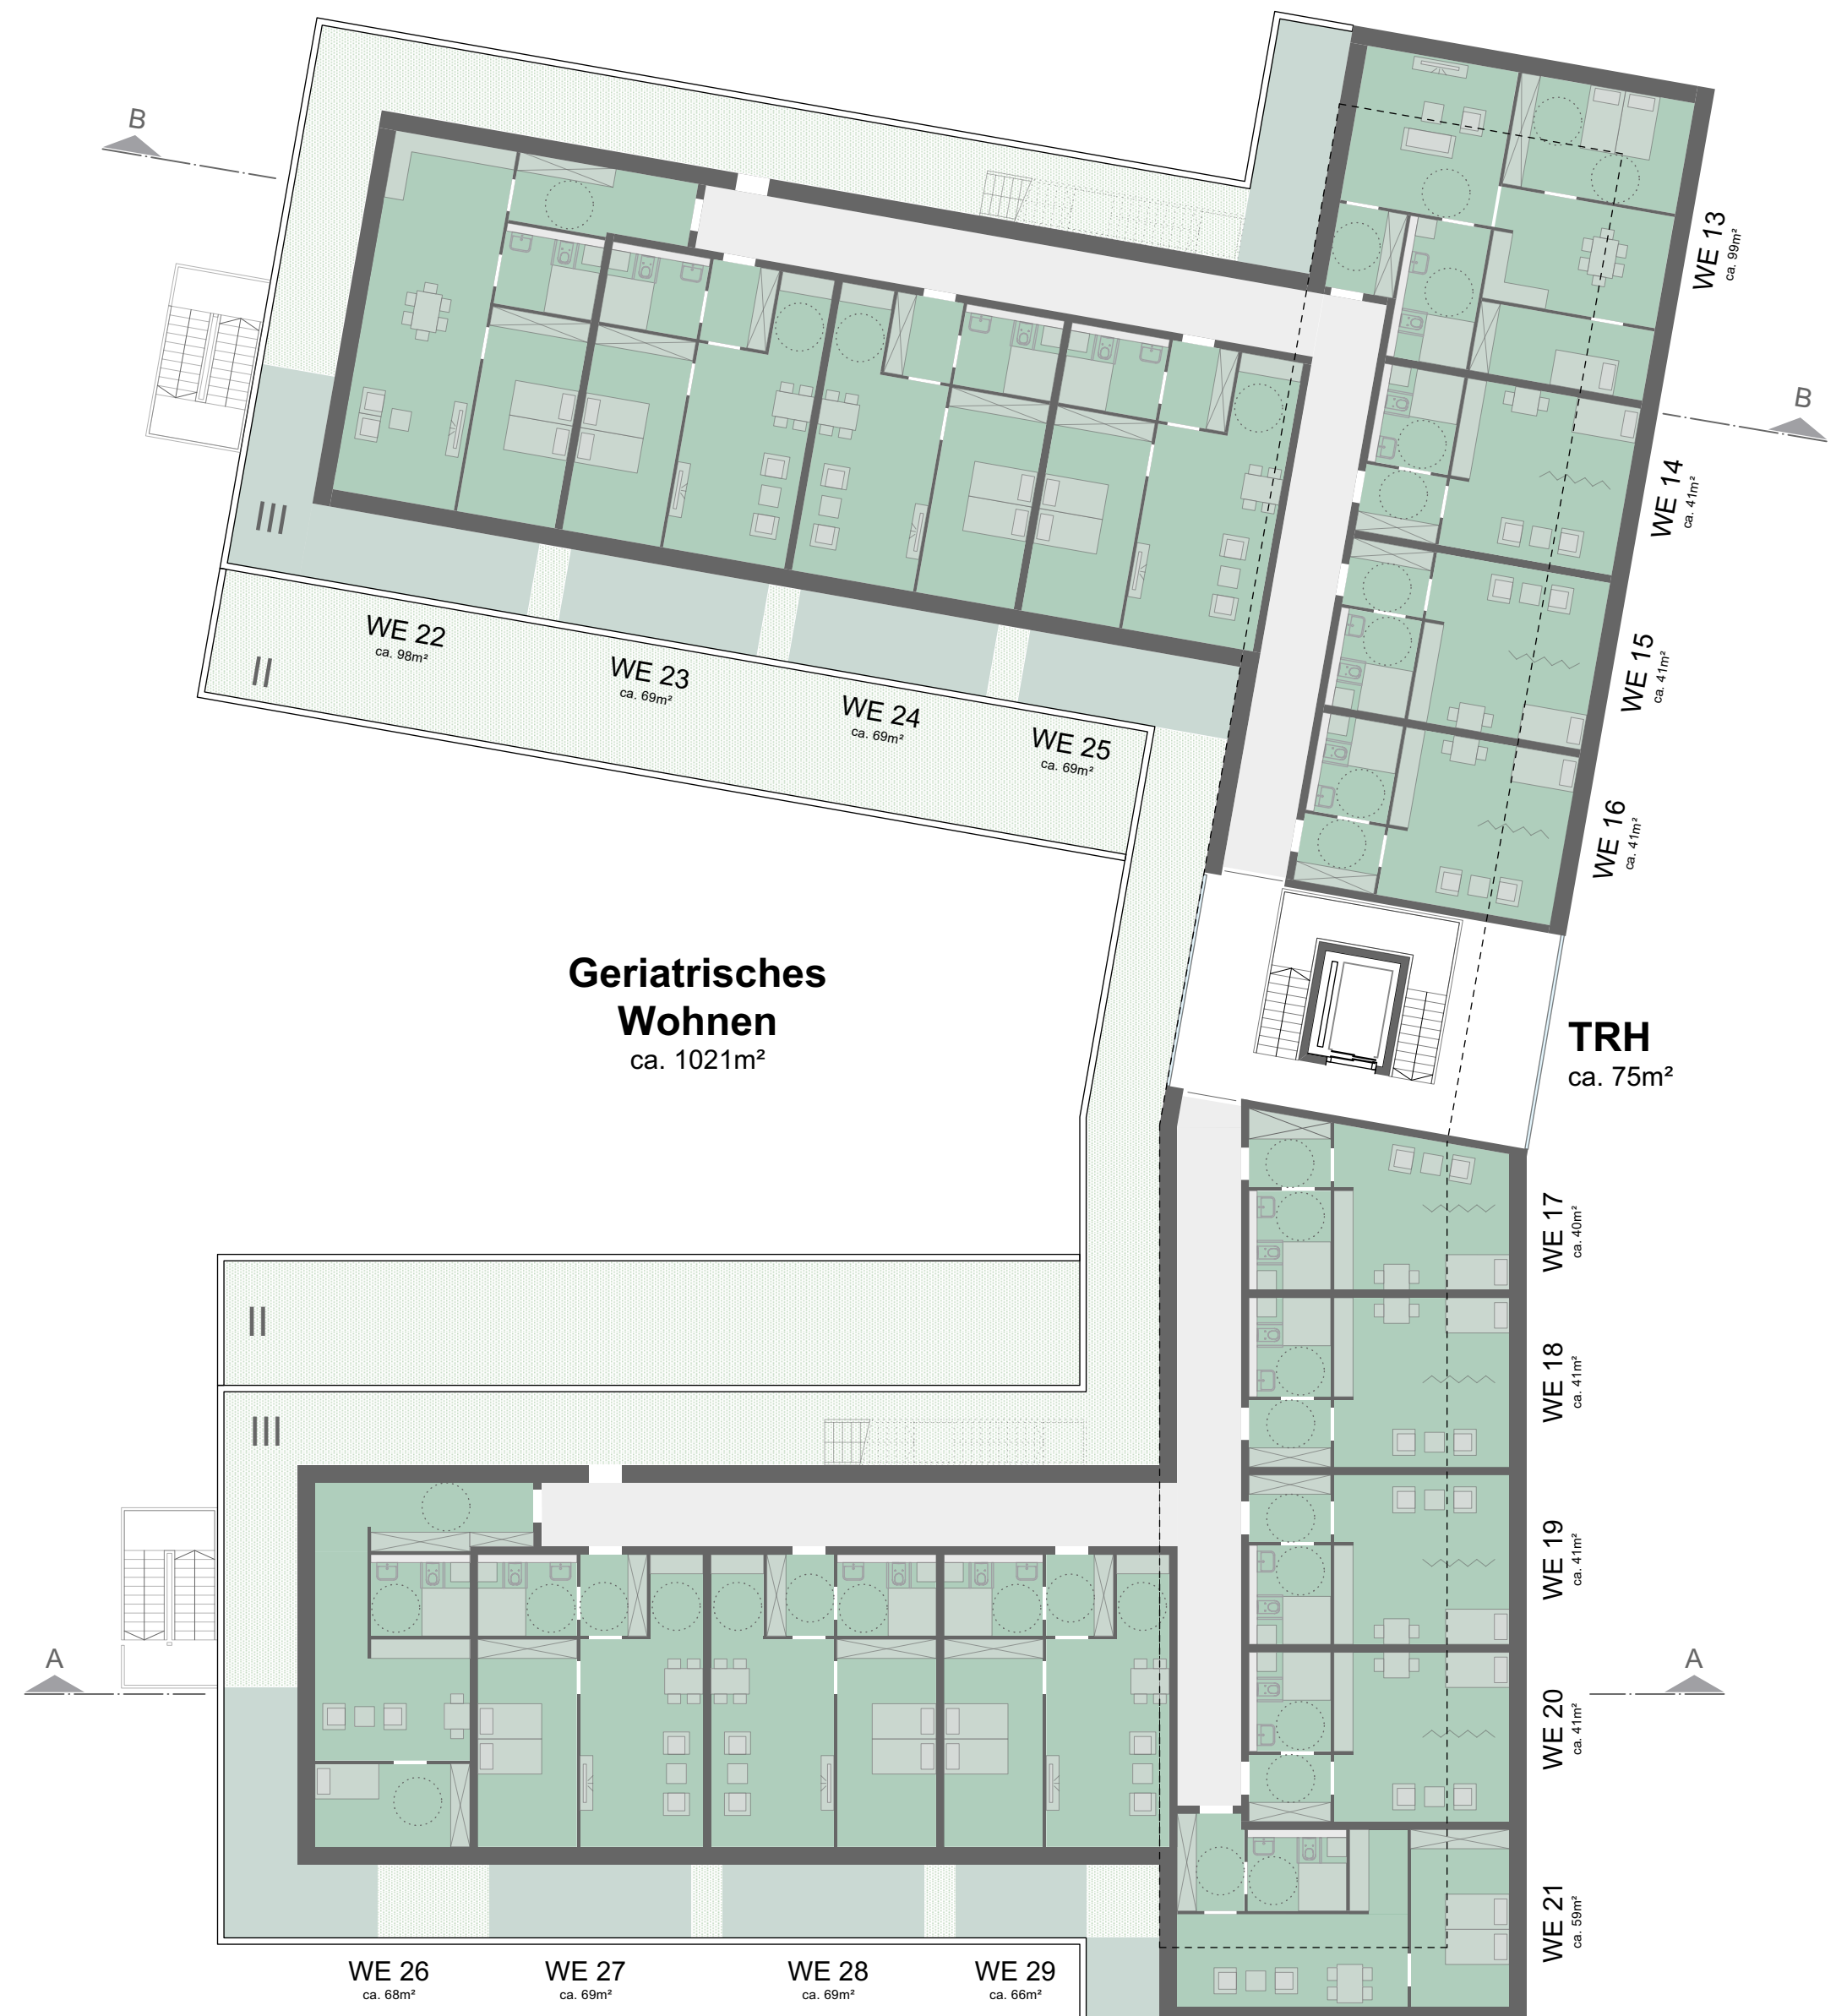 B
WE 13
ca. 99m²
B
WE 14
ca. 41m²
III
WE 22
ca. 98m²
WE 23
ca. 69m²
WE 24
ca. 69m²
WE 25
ca. 69m²
II
WE 15
ca. 41m²
WE 16
ca. 41m²
Geriatrisches
Wohnen
ca. 1021m²
TRH
ca. 75m²
WE 17
ca. 40m²
II
WE 18
ca. 41m²
III
WE 19
ca. 41m²
A
A
WE 20
ca. 41m²
WE 21
ca. 59m²
WE 26
ca. 68m²
WE 27
ca. 69m²
WE 28
ca. 69m²
WE 29
ca. 66m²